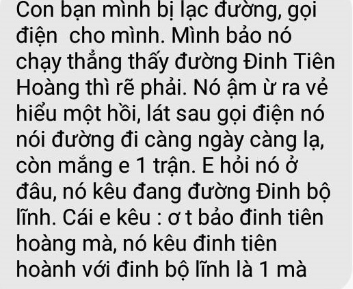 Con bạn mình bị lạc đường, gọi
điện cho mình. Mình bảo nó
chạy thẳng thấy đường Đinh Tiên
Hoàng thì rẽ phải. Nó ậm ừ ra vẻ
hiểu một hồi, lát sau gọi điện nó
nói đường đi càng ngày càng lạ,
còn mắng e 1 trận. E hỏi nó ở
đâu, nó kêu đang đường Đinh bộ
lĩnh. Cái e kêu : ơ t bảo đinh tiên
hoàng mà, nó kêu đinh tiên
hoành với đinh bộ lĩnh là 1 mà